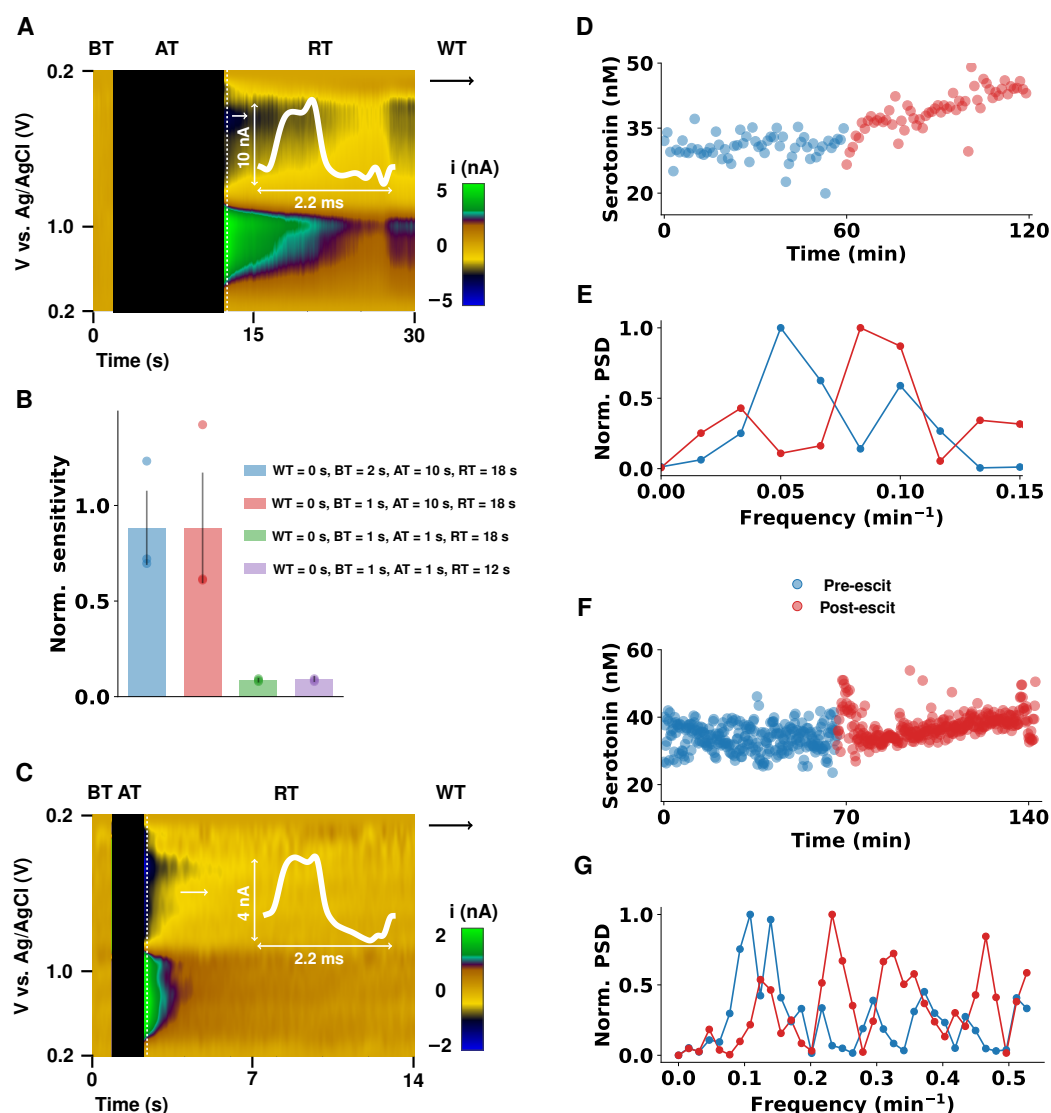 A
BT AT RT WT
0.2
1.0
0.2
V vs. Ag/AgCl (V)
10 nA
2.2 ms
i (nA)
5
0
−5
0 15 30
Time (s)
B
Norm. sensitivity
1.0
0.5
0.0
WT = 0 s, BT = 2 s, AT = 10 s, RT = 18 s
WT = 0 s, BT = 1 s, AT = 10 s, RT = 18 s
WT = 0 s, BT = 1 s, AT = 1 s, RT = 18 s
WT = 0 s, BT = 1 s, AT = 1 s, RT = 12 s
C
BT AT RT WT
0.2
1.0
0.2
V vs. Ag/AgCl (V)
4 nA
2.2 ms
i (nA)
2
0
−2
0 7 14
Time (s)
D
Serotonin (nM)
50
35
20
0 60 120
Time (min)
E
Norm. PSD
1.0
0.5
0.0
0.00 0.05 0.10 0.15
Frequency (min⁻¹)
Pre-escit
Post-escit
F
Serotonin (nM)
60
40
20
0 70 140
Time (min)
G
Norm. PSD
1.0
0.5
0.0
0.0 0.1 0.2 0.3 0.4 0.5
Frequency (min⁻¹)